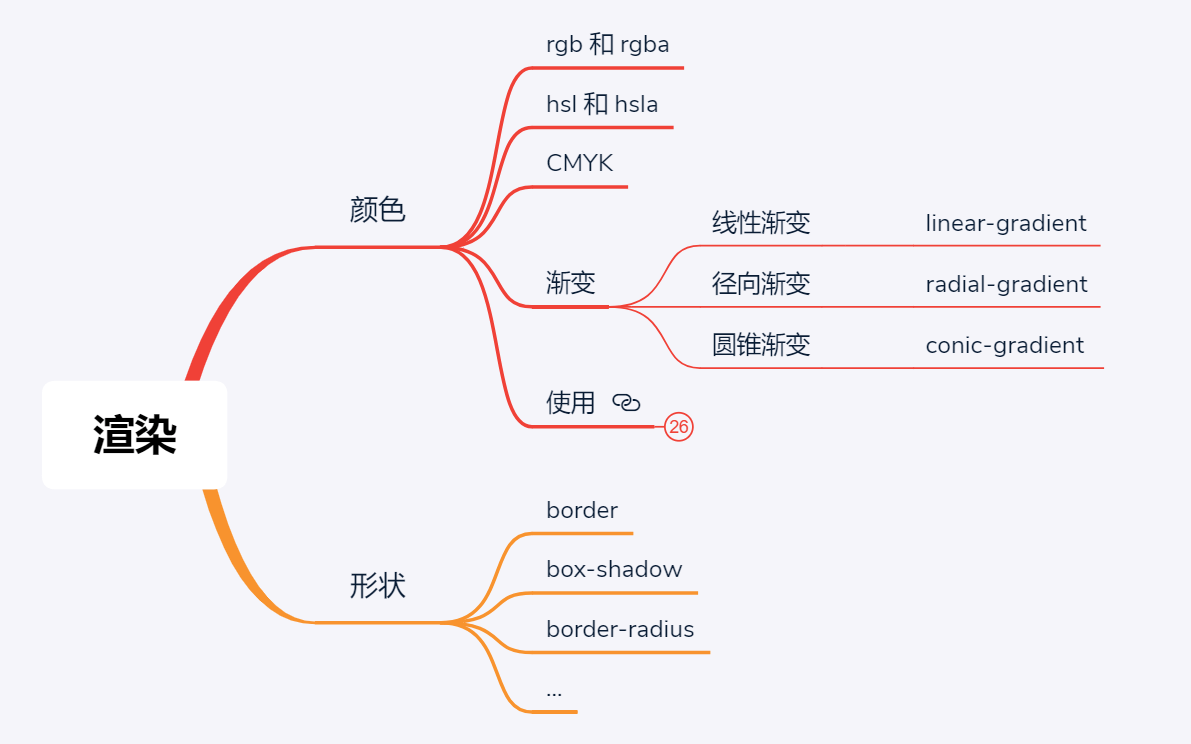 渲染
颜色
rgb 和 rgba
hsl 和 hsla
CMYK
渐变
线性渐变 linear-gradient
径向渐变 radial-gradient
圆锥渐变 conic-gradient
使用
26
形状
border
box-shadow
border-radius
...